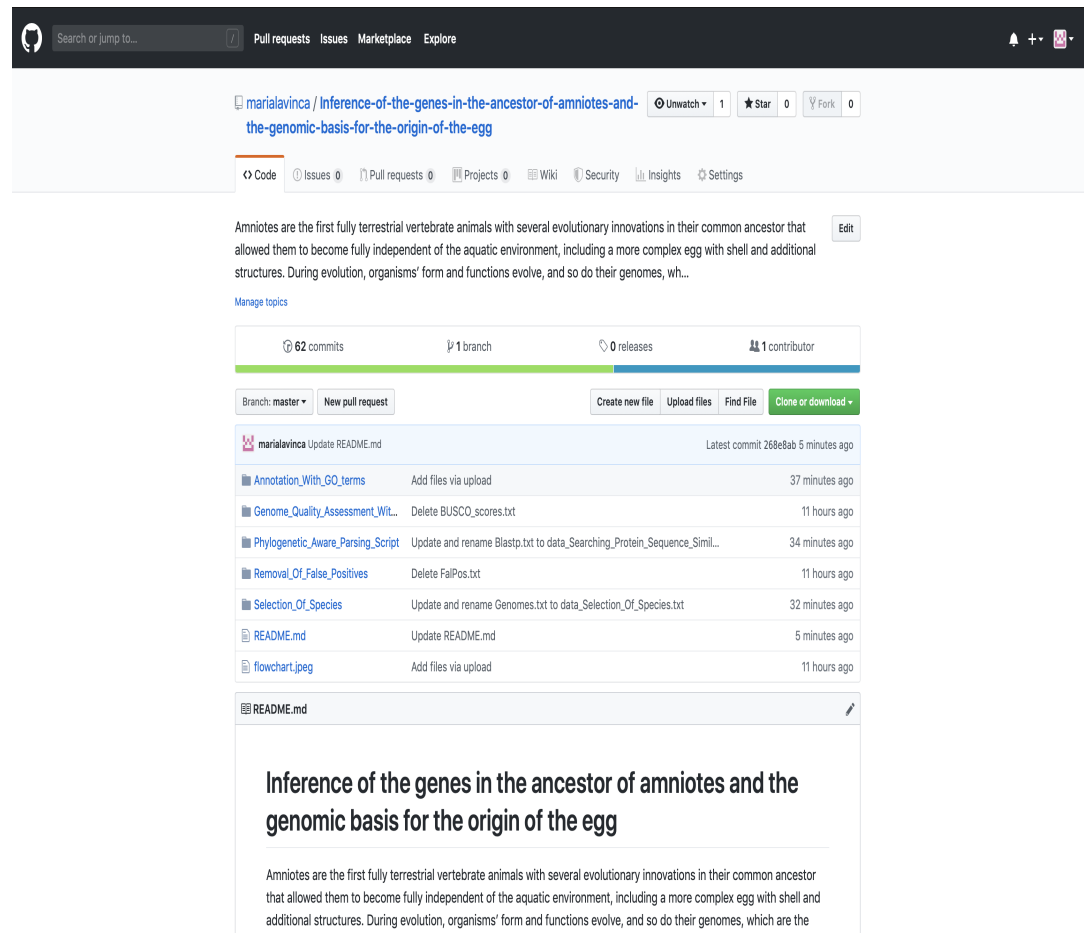 Search or jump to... / Pull requests Issues Marketplace Explore
marialavinca / Inference-of-the-genes-in-the-ancestor-of-amniotes-and-
the-genomic-basis-for-the-origin-of-the-egg
Unwatch 1 Star 0 Fork 0
Code Issues 0 Pull requests 0 Projects 0 Wiki Security Insights Settings
Amniotes are the first fully terrestrial vertebrate animals with several evolutionary innovations in their common ancestor that
allowed them to become fully independent of the aquatic environment, including a more complex egg with shell and additional
structures. During evolution, organisms' form and functions evolve, and so do their genomes, wh...
Edit
Manage topics
62 commits 1 branch 0 releases 1 contributor
Branch: master New pull request Create new file Upload files Find File Clone or download
marialavinca Update README.md Latest commit 268e8ab 5 minutes ago
Annotation_With_GO_terms Add files via upload 37 minutes ago
Genome_Quality_Assessment_Wit... Delete BUSCO_scores.txt 11 hours ago
Phylogenetic_Aware_Parsing_Script Update and rename Blastp.txt to data_Searching_Protein_Sequence_Simil... 34 minutes ago
Removal_Of_False_Positives Delete FalPos.txt 11 hours ago
Selection_Of_Species Update and rename Genomes.txt to data_Selection_Of_Species.txt 32 minutes ago
README.md Update README.md 5 minutes ago
flowchart.jpeg Add files via upload 11 hours ago
README.md
Inference of the genes in the ancestor of amniotes and the
genomic basis for the origin of the egg
Amniotes are the first fully terrestrial vertebrate animals with several evolutionary innovations in their common ancestor
that allowed them to become fully independent of the aquatic environment, including a more complex egg with shell and
additional structures. During evolution, organisms' form and functions evolve, and so do their genomes, which are the